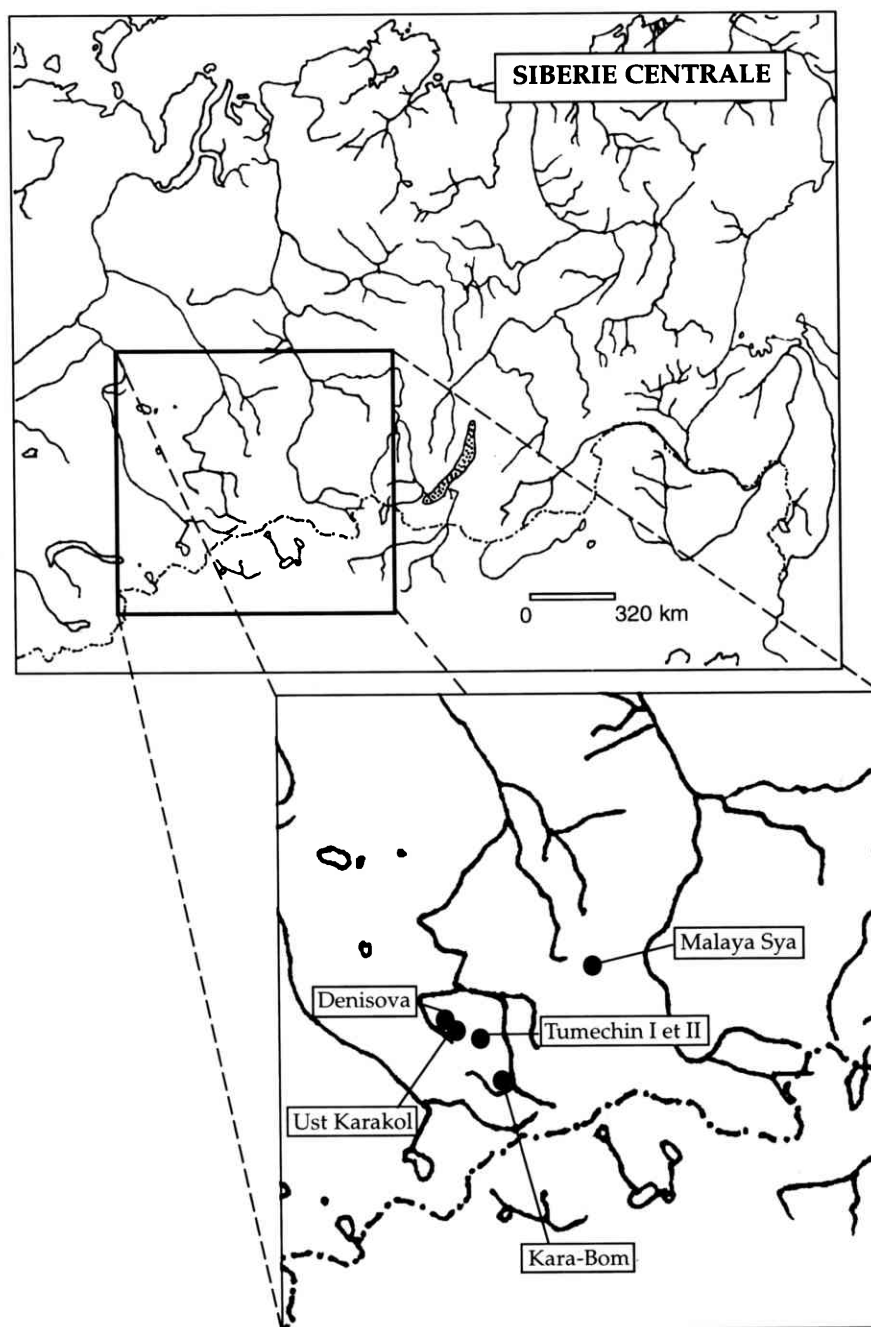 SIBERIE CENTRALE
0 320 km
Malaya Sya
Denisova
Tumechin I et II
Ust Karakol
Kara-Bom